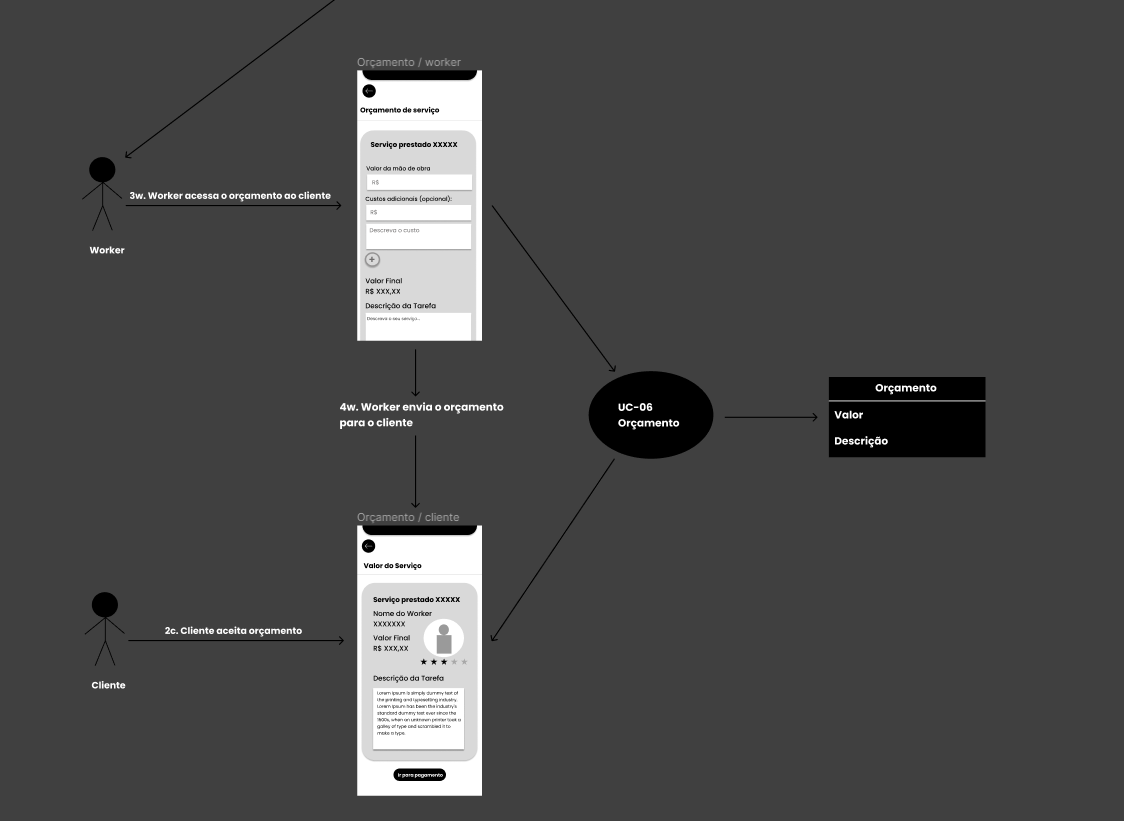 Orçamento / worker
Orçamento de serviço
Serviço prestado XXXXX
Valor da mão de obra
R$
Custos adicionais (opcional):
R$
Descreva o custo
+
Valor Final
R$ XXX,XX
Descrição da Tarefa
Descreva o seu serviço...
3w. Worker acessa o orçamento ao cliente
Worker
4w. Worker envia o orçamento
para o cliente
UC-06
Orçamento
Orçamento
Valor
Descrição
Orçamento / cliente
Valor do Serviço
Serviço prestado XXXXX
Nome do Worker
XXXXXXX
Valor Final
R$ XXX,XX
Descrição da Tarefa
Lorem Ipsum is simply dummy text of
the printing and typesetting industry.
Lorem Ipsum has been the industry's
standard dummy text ever since the
1500s, when an unknown printer took a
galley of type and scrambled it to
make a type.
Ir para pagamento
2c. Cliente aceita orçamento
Cliente